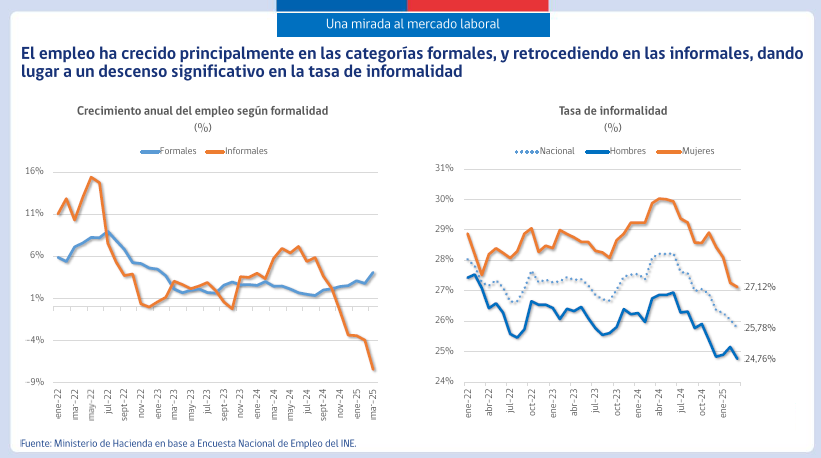 Una mirada al mercado laboral
El empleo ha crecido principalmente en las categorías formales, y retrocediendo en las informales, dando
lugar a un descenso significativo en la tasa de informalidad
Crecimiento anual del empleo según formalidad
(%)
Formales
Informales
16%
11%
6%
1%
-4%
-9%
ene-22
ma--22
may-22
jul-22
sept-22
nov-22
ene-23
ma--23
may-23
jul-23
sept-23
nov-23
ene-24
ma--24
may-24
jul-24
sept-24
nov-24
ene-25
ma--25
Tasa de informalidad
(%)
Nacional
Hombres
Mujeres
31%
30%
29%
28%
27%
26%
25%
24%
27,12%
25,78%
24,76%
ene-22
abr-22
jul-22
oct-22
ene-23
abr-23
jul-23
oct-23
ene-24
abr-24
jul-24
oct-24
ene-25
Fuente: Ministerio de Hacienda en base a Encuesta Nacional de Empleo del INE.